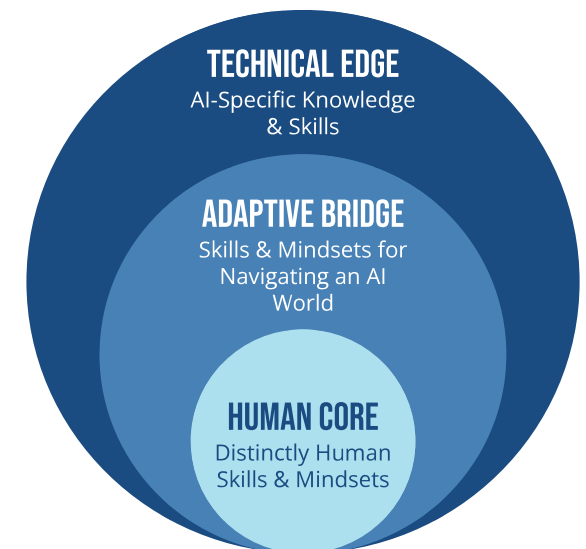 TECHNICAL EDGE
AI-Specific Knowledge
& Skills
ADAPTIVE BRIDGE
Skills & Mindsets for
Navigating an AI
World
HUMAN CORE
Distinctly Human
Skills & Mindsets